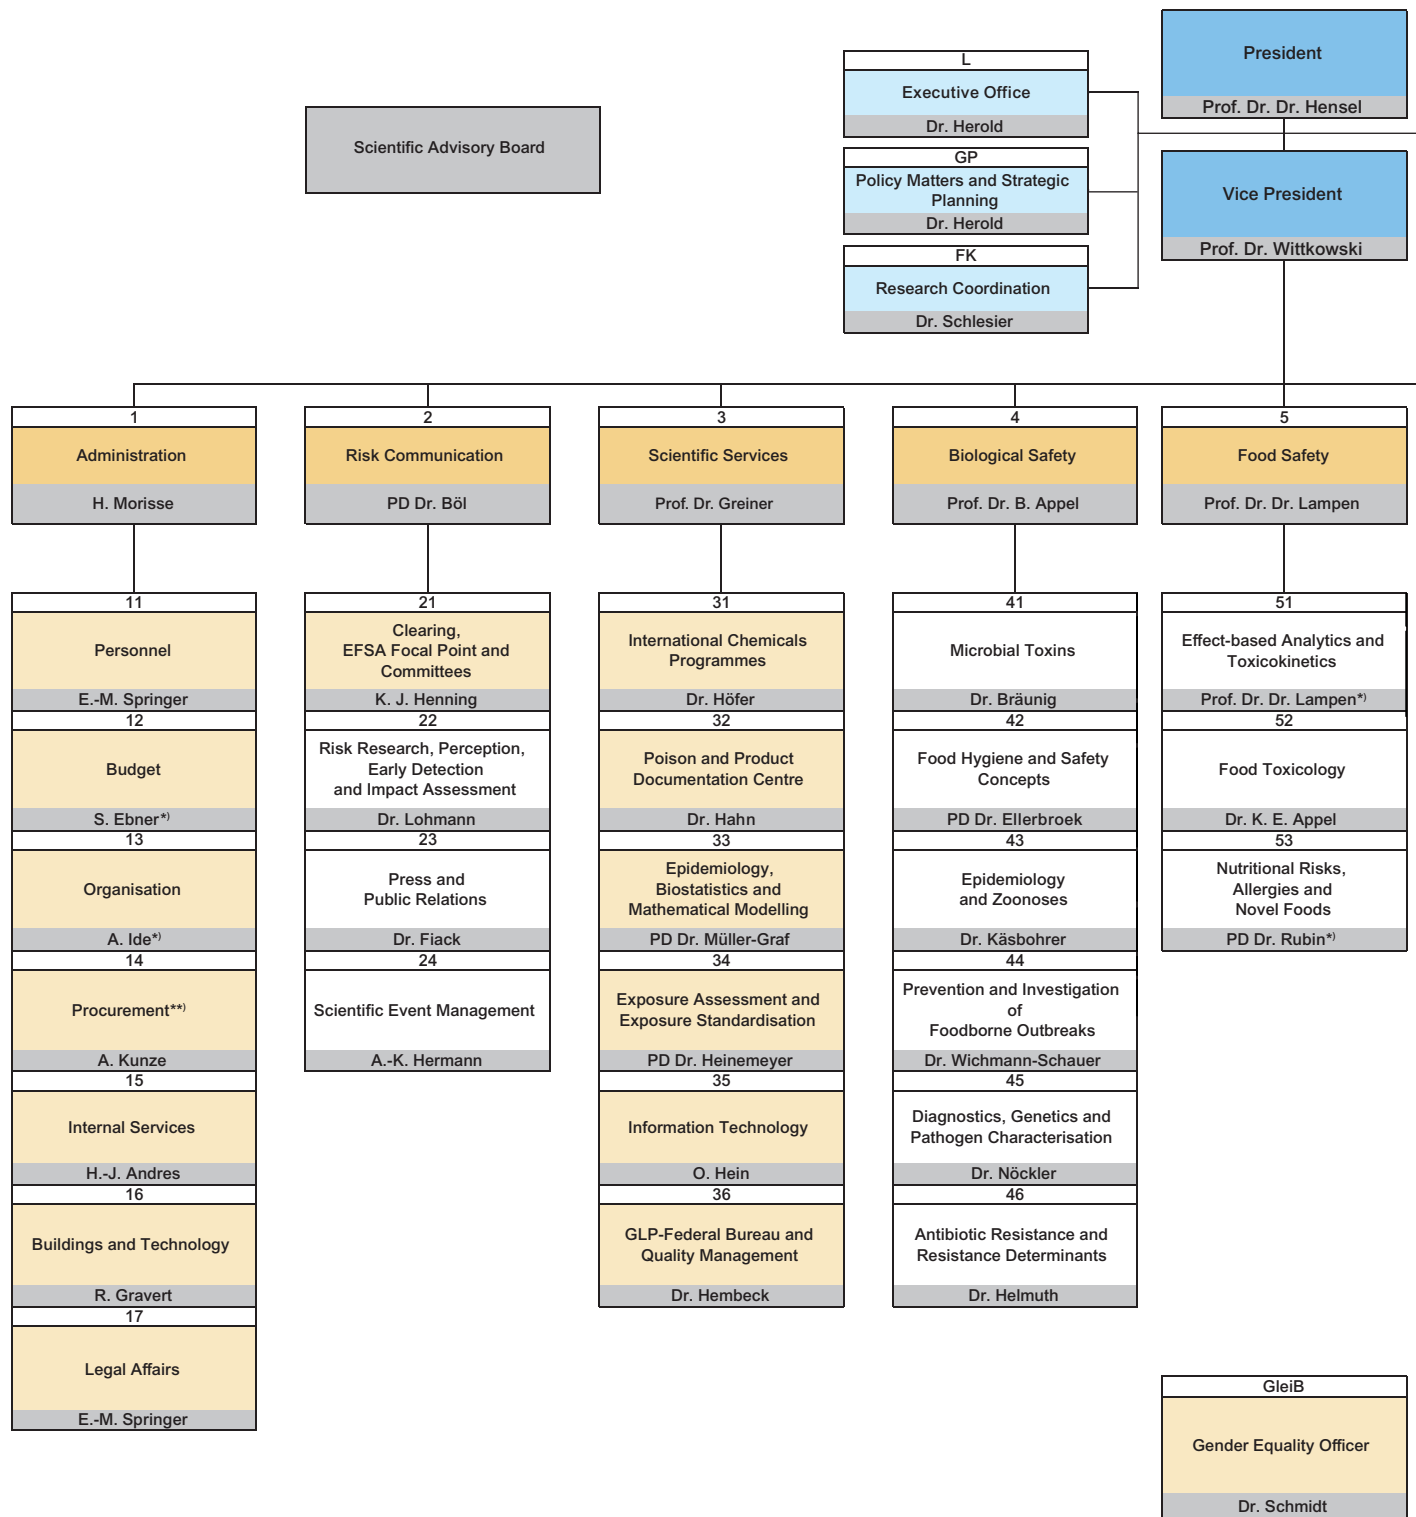 President
Prof. Dr. Dr. Hensel
L
Executive Office
Dr. Herold
Scientific Advisory Board
GP
Policy Matters and Strategic
Planning
Dr. Herold
Vice President
Prof. Dr. Wittkowski
FK
Research Coordination
Dr. Schlesier
1
Administration
H. Morisse
2
Risk Communication
PD Dr. Böl
3
Scientific Services
Prof. Dr. Greiner
4
Biological Safety
Prof. Dr. B. Appel
5
Food Safety
Prof. Dr. Dr. Lampen
11
Personnel
E.-M. Springer
12
Budget
S. Ebner*)
13
Organisation
A. Ide*)
14
Procurement**)
A. Kunze
15
Internal Services
H.-J. Andres
16
Buildings and Technology
R. Gravert
17
Legal Affairs
E.-M. Springer
21
Clearing,
EFSA Focal Point and
Committees
K. J. Henning
22
Risk Research, Perception,
Early Detection
and Impact Assessment
Dr. Lohmann
23
Press and
Public Relations
Dr. Fiack
24
Scientific Event Management
A.-K. Hermann
31
International Chemicals
Programmes
Dr. Höfer
32
Poison and Product
Documentation Centre
Dr. Hahn
33
Epidemiology,
Biostatistics and
Mathematical Modelling
PD Dr. Müller-Graf
34
Exposure Assessment and
Exposure Standardisation
PD Dr. Heinemeyer
35
Information Technology
O. Hein
36
GLP-Federal Bureau and
Quality Management
Dr. Hembeck
41
Microbial Toxins
Dr. Bräunig
42
Food Hygiene and Safety
Concepts
PD Dr. Ellerbroek
43
Epidemiology
and Zoonoses
Dr. Käsbohrer
44
Prevention and Investigation
of
Foodborne Outbreaks
Dr. Wichmann-Schauer
45
Diagnostics, Genetics and
Pathogen Characterisation
Dr. Nöckler
46
Antibiotic Resistance and
Resistance Determinants
Dr. Helmuth
51
Effect-based Analytics and
Toxicokinetics
Prof. Dr. Dr. Lampen*)
52
Food Toxicology
Dr. K. E. Appel
53
Nutritional Risks,
Allergies and
Novel Foods
PD Dr. Rubin*)
GleiB
Gender Equality Officer
Dr. Schmidt